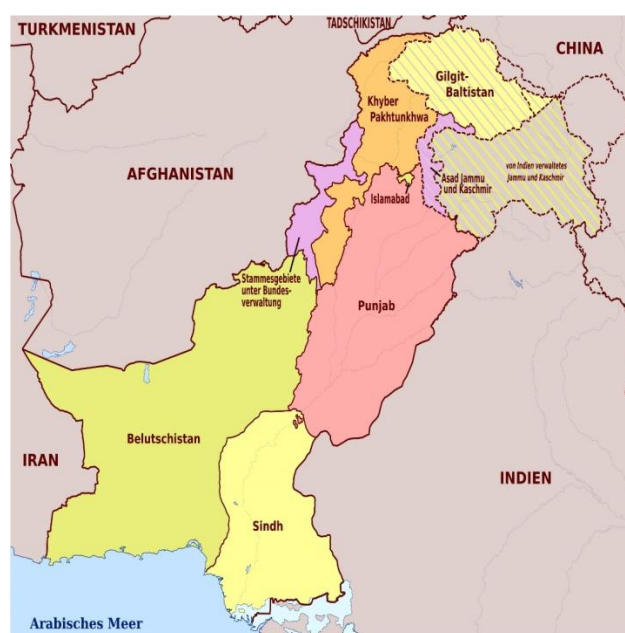 TADSCHIKISTAN
TURKMENISTAN
CHINA
Gilgit-
Baltistan
Khyber
Pakhtunkhwa
von Indien verwaltetes
Jammu und Kaschmir
AFGHANISTAN
Asad Jammu
und Kaschmir
Islamabad
Stammesgebiete
unter Bundes-
verwaltung
Punjab
Belutschistan
IRAN
INDIEN
Sindh
Arabisches Meer